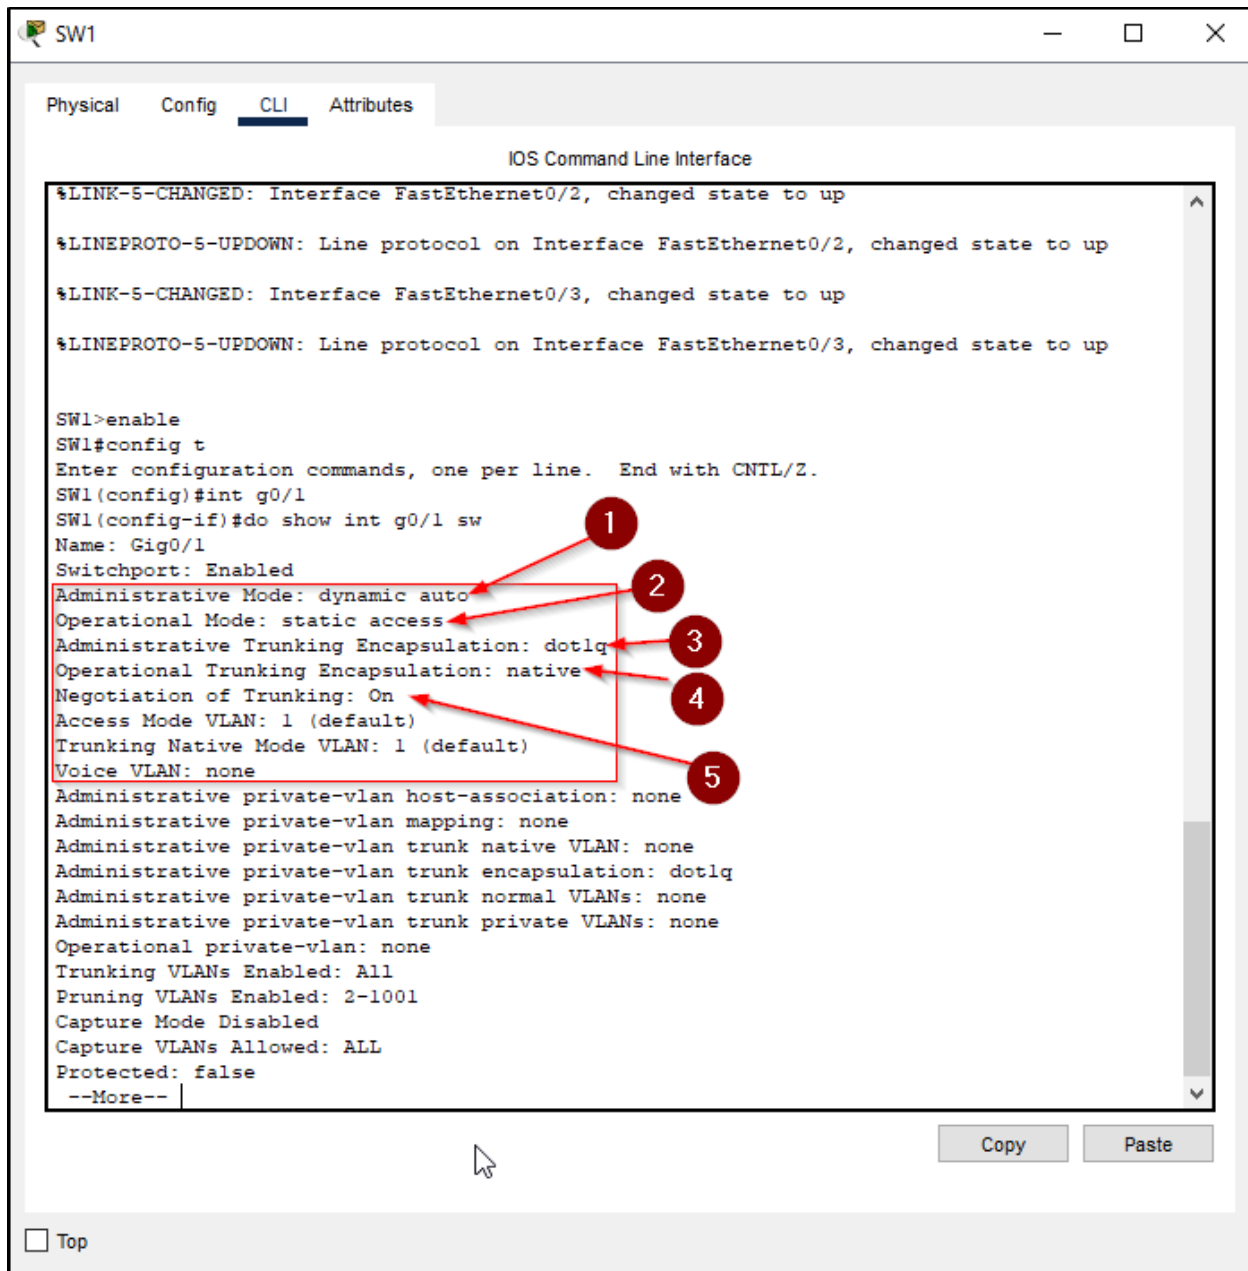 SW1
Physical Config CLI Attributes
IOS Command Line Interface
%LINK-5-CHANGED: Interface FastEthernet0/2, changed state to up
%LINEPROTO-5-UPDOWN: Line protocol on Interface FastEthernet0/2, changed state to up
%LINK-5-CHANGED: Interface FastEthernet0/3, changed state to up
%LINEPROTO-5-UPDOWN: Line protocol on Interface FastEthernet0/3, changed state to up
SW1>enable
SW1#config t
Enter configuration commands, one per line.  End with CNTL/Z.
SW1(config)#int g0/1
SW1(config-if)#do show int g0/1 sw
1
Name: Gig0/1
Switchport: Enabled
Administrative Mode: dynamic auto
2
Operational Mode: static access
Administrative Trunking Encapsulation: dot1q
3
Operational Trunking Encapsulation: native
Negotiation of Trunking: On
4
Access Mode VLAN: 1 (default)
Trunking Native Mode VLAN: 1 (default)
Voice VLAN: none
5
Administrative private-vlan host-association: none
Administrative private-vlan mapping: none
Administrative private-vlan trunk native VLAN: none
Administrative private-vlan trunk encapsulation: dot1q
Administrative private-vlan trunk normal VLANs: none
Administrative private-vlan trunk private VLANs: none
Operational private-vlan: none
Trunking VLANs Enabled: All
Pruning VLANs Enabled: 2-1001
Capture Mode Disabled
Capture VLANs Allowed: ALL
Protected: false
--More--
Copy Paste
Top